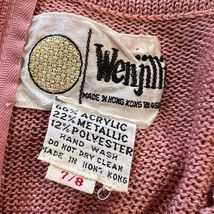 Wenjilli
MADE IN HONG KONG
66% ACRYLIC
22% METALLIC
12% POLYESTER
HAND WASH
DO NOT DRY CLEAN
MADE IN HONG KONG
7/8